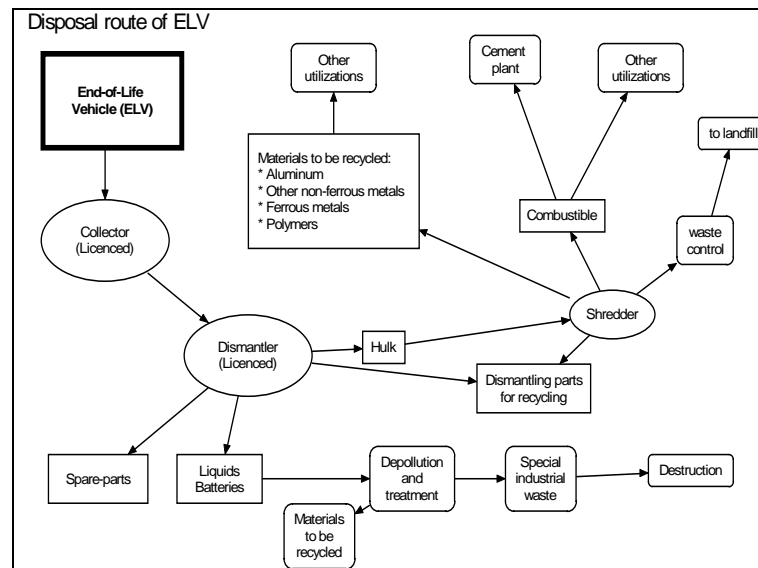 Disposal route of ELV
End-of-Life
Vehicle (ELV)
Other
utilizations
Cement
plant
Other
utilizations
to landfill
Materials to be recycled:
* Aluminum
* Other non-ferrous metals
* Ferrous metals
* Polymers
Combustible
waste
control
Collector
(Licenced)
Shredder
Dismantler
(Licenced)
Hulk
Dismantling parts
for recycling
Spare-parts
Liquids
Batteries
Depollution
and
treatment
Special
industrial
waste
Destruction
Materials
to be
recycled